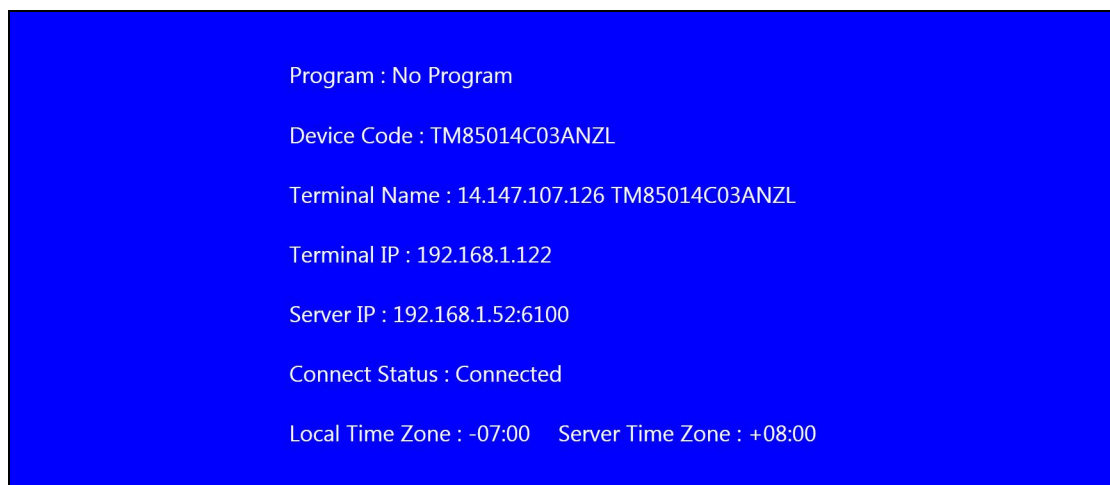 Program : No Program
Device Code : TM85014C03ANZL
Terminal Name : 14.147.107.126 TM85014C03ANZL
Terminal IP : 192.168.1.122
Server IP : 192.168.1.52:6100
Connect Status : Connected
Local Time Zone : -07:00 Server Time Zone : +08:00